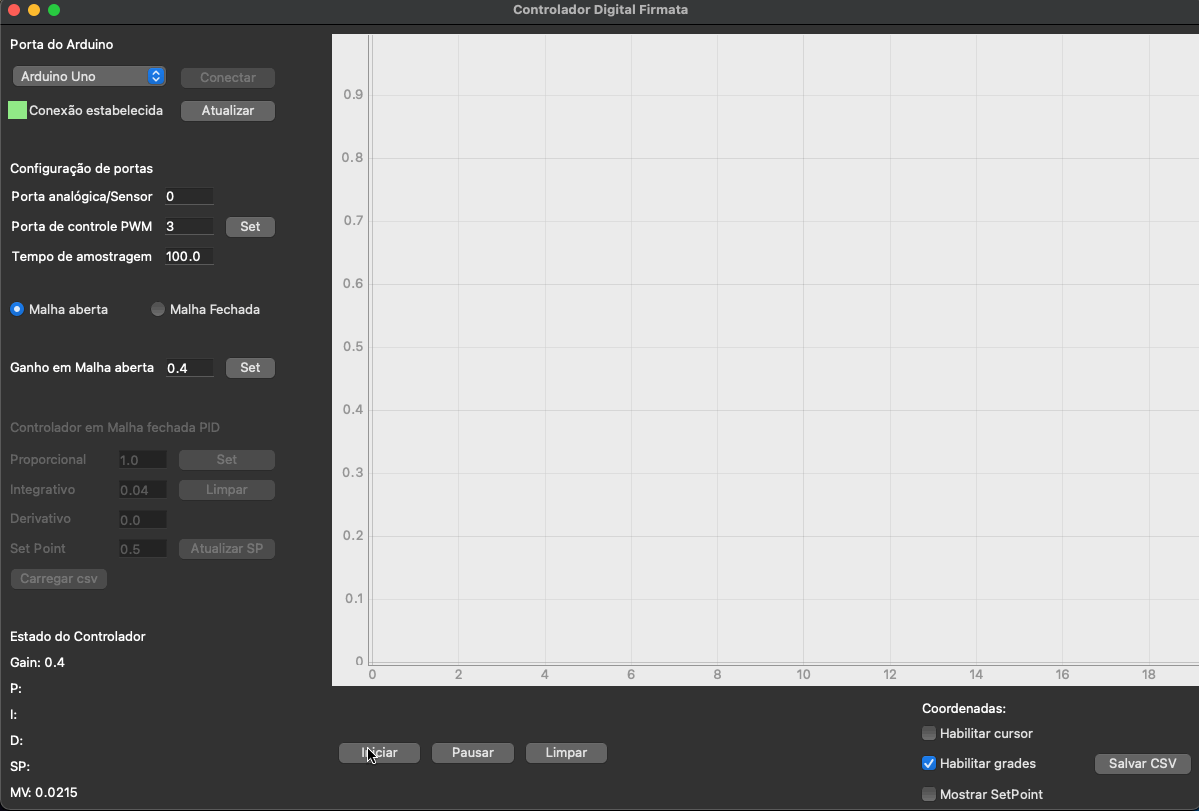 Controlador Digital Firmata
Porta do Arduino
Arduino Uno
Conectar
Conexão estabelecida
Atualizar
Configuração de portas
Porta analógica/Sensor 0
Porta de controle PWM 3
Set
Tempo de amostragem 100.0
Malha aberta
Malha Fechada
Ganho em Malha aberta 0.4
Set
Controlador em Malha fechada PID
Proporcional 1.0
Set
Integrativo 0.04
Limpar
Derivativo 0.0
Set Point 0.5
Atualizar SP
Carregar csv
Estado do Controlador
Gain: 0.4
P:
I:
D:
SP:
MV: 0.0215
0.9
0.8
0.7
0.6
0.5
0.4
0.3
0.2
0.1
0
0 2 4 6 8 10 12 14 16 18
Iniciar
Pausar
Limpar
Coordenadas:
Habilitar cursor
Habilitar grades
Mostrar SetPoint
Salvar CSV